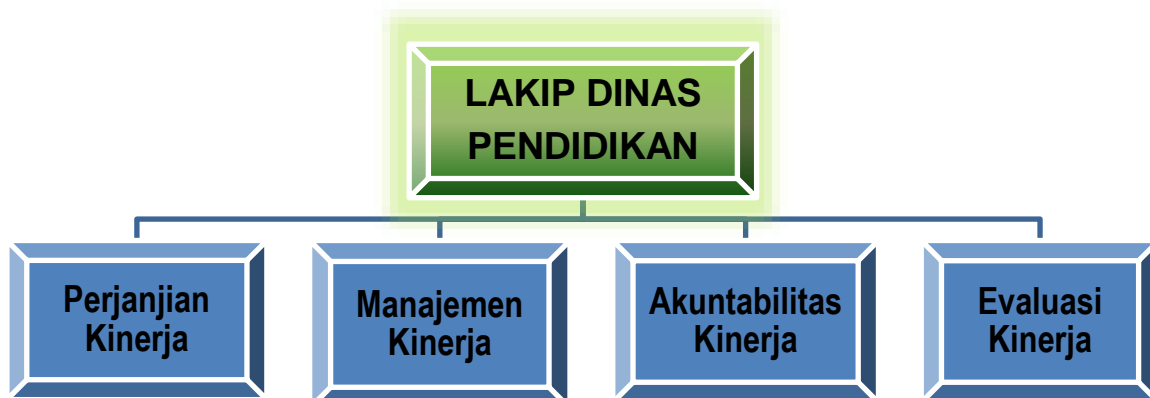 LAKIP DINAS
PENDIDIKAN
Perjanjian
Kinerja
Manajemen
Kinerja
Akuntabilitas
Kinerja
Evaluasi
Kinerja